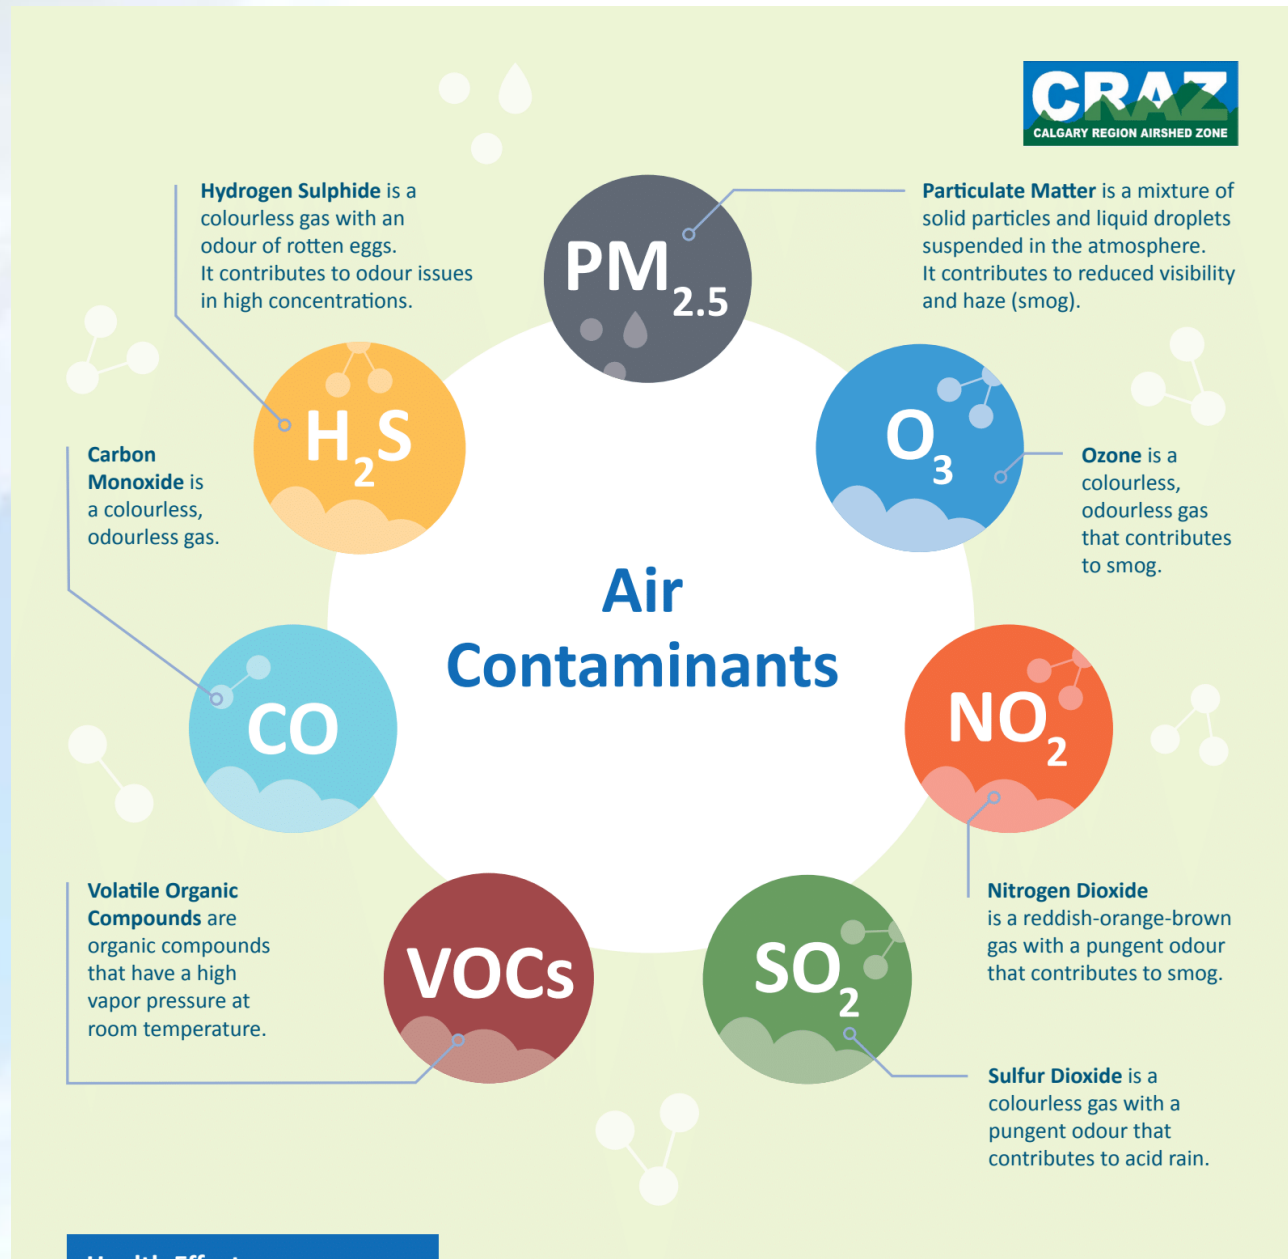 CRAZ
CALGARY REGION AIRSHED ZONE
Hydrogen Sulphide is a
colourless gas with an
odour of rotten eggs.
It contributes to odour issues
in high concentrations.
PM2.5
Particulate Matter is a mixture of
solid particles and liquid droplets
suspended in the atmosphere.
It contributes to reduced visibility
and haze (smog).
H2S
O3
Carbon
Monoxide is
a colourless,
odourless gas.
Ozone is a
colourless,
odourless gas
that contributes
to smog.
Air
Contaminants
CO
NO2
Volatile Organic
Compounds are
organic compounds
that have a high
vapor pressure at
room temperature.
VOCs
SO2
Nitrogen Dioxide
is a reddish-orange-brown
gas with a pungent odour
that contributes to smog.
Sulfur Dioxide is a
colourless gas with a
pungent odour that
contributes to acid rain.